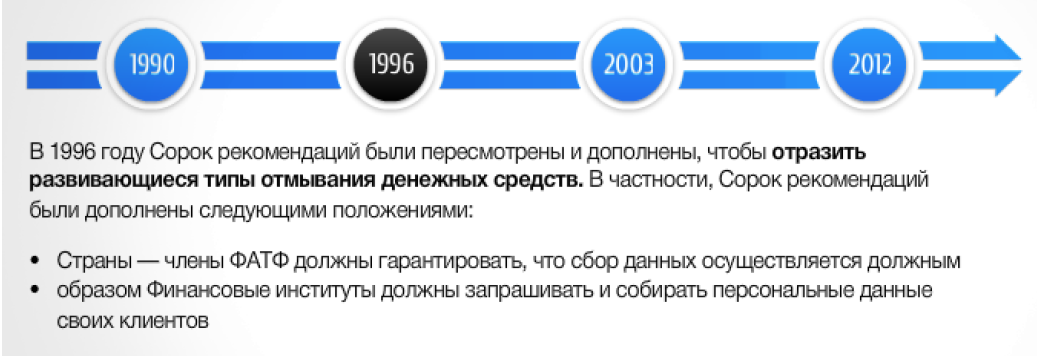 1990 1996 2003 2012
В 1996 году Сорок рекомендаций были пересмотрены и дополнены, чтобы отразить
развивающиеся типы отмывания денежных средств. В частности, Сорок рекомендаций
были дополнены следующими положениями:
• Страны — члены ФАТФ должны гарантировать, что сбор данных осуществляется должным
• образом Финансовые институты должны запрашивать и собирать персональные данные
своих клиентов